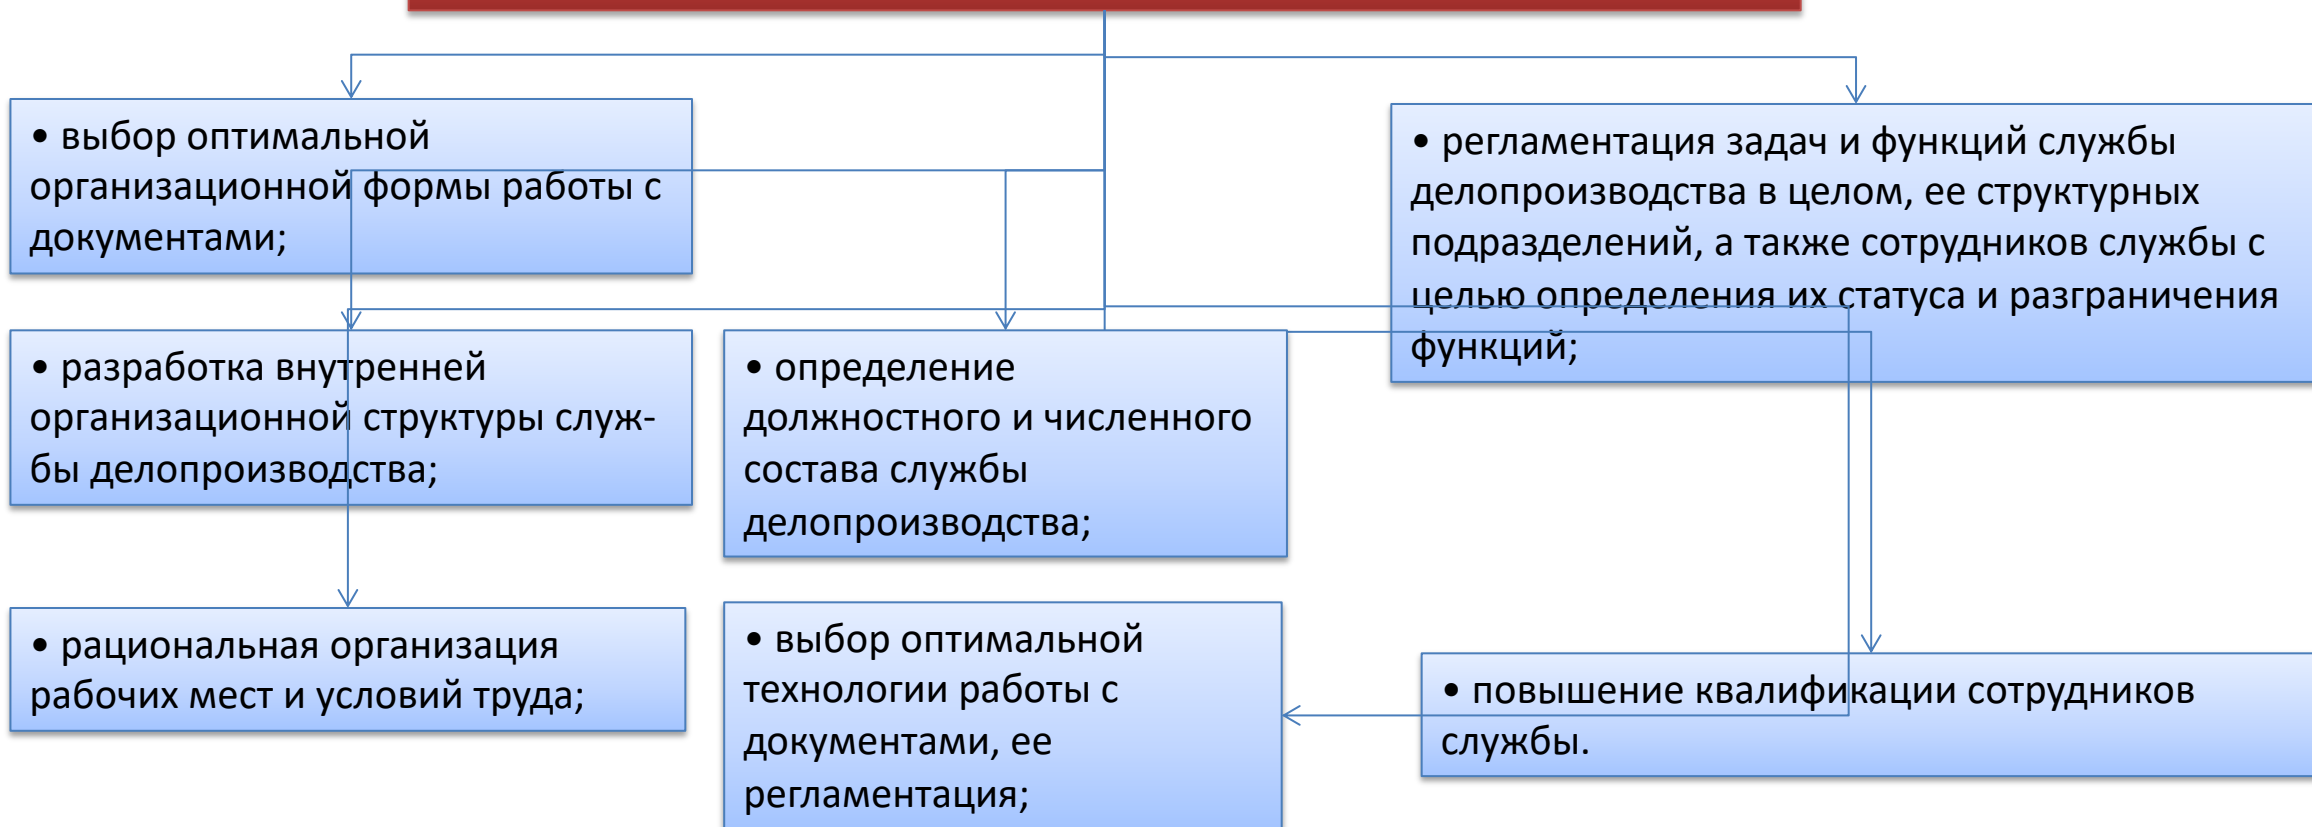 • выбор оптимальной
организационной формы работы с
документами;
• регламентация задач и функций службы
делопроизводства в целом, ее структурных
подразделений, а также сотрудников службы с
целью определения их статуса и разграничения
функций;
• разработка внутренней
организационной структуры служ-
бы делопроизводства;
• определение
должностного и численного
состава службы
делопроизводства;
• рациональная организация
рабочих мест и условий труда;
• выбор оптимальной
технологии работы с
документами, ее
регламентация;
• повышение квалификации сотрудников
службы.